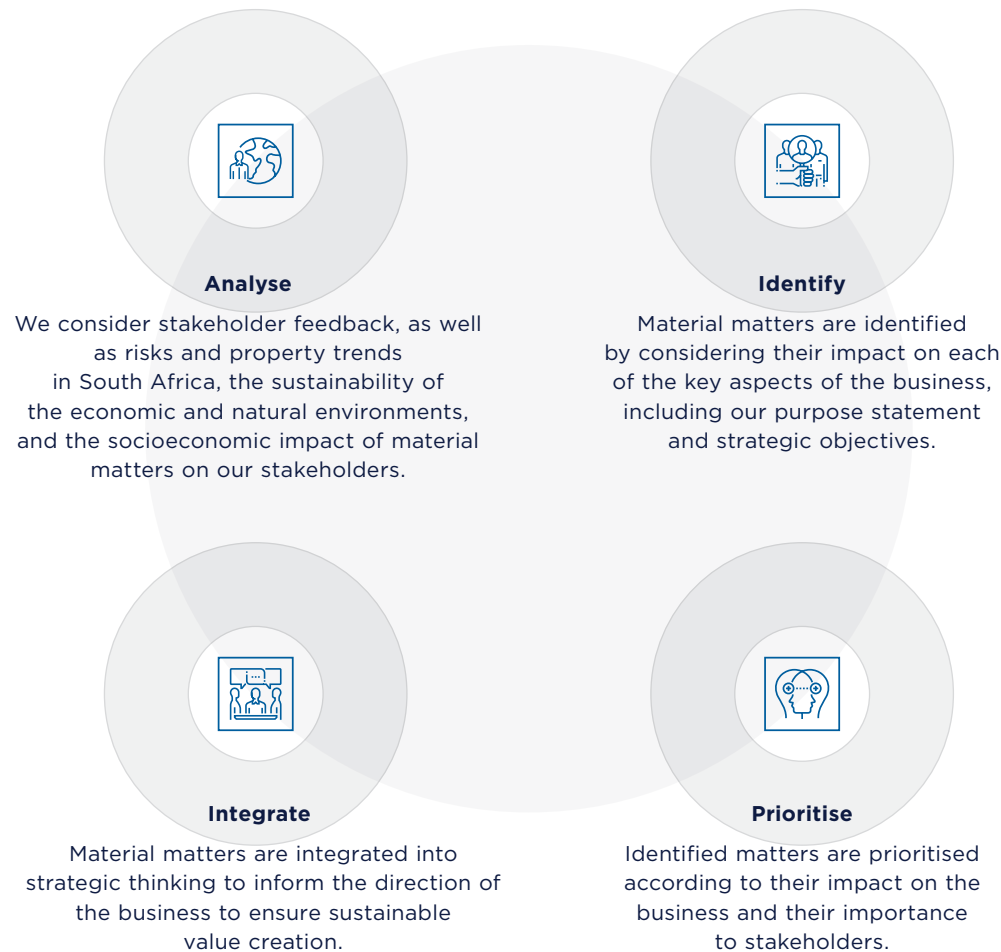 Analyse
We consider stakeholder feedback, as well
as risks and property trends
in South Africa, the sustainability of
the economic and natural environments,
and the socioeconomic impact of material
matters on our stakeholders.
Identify
Material matters are identified
by considering their impact on each
of the key aspects of the business,
including our purpose statement
and strategic objectives.
Integrate
Material matters are integrated into
strategic thinking to inform the direction of
the business to ensure sustainable
value creation.
Prioritise
Identified matters are prioritised
according to their impact on the
business and their importance
to stakeholders.